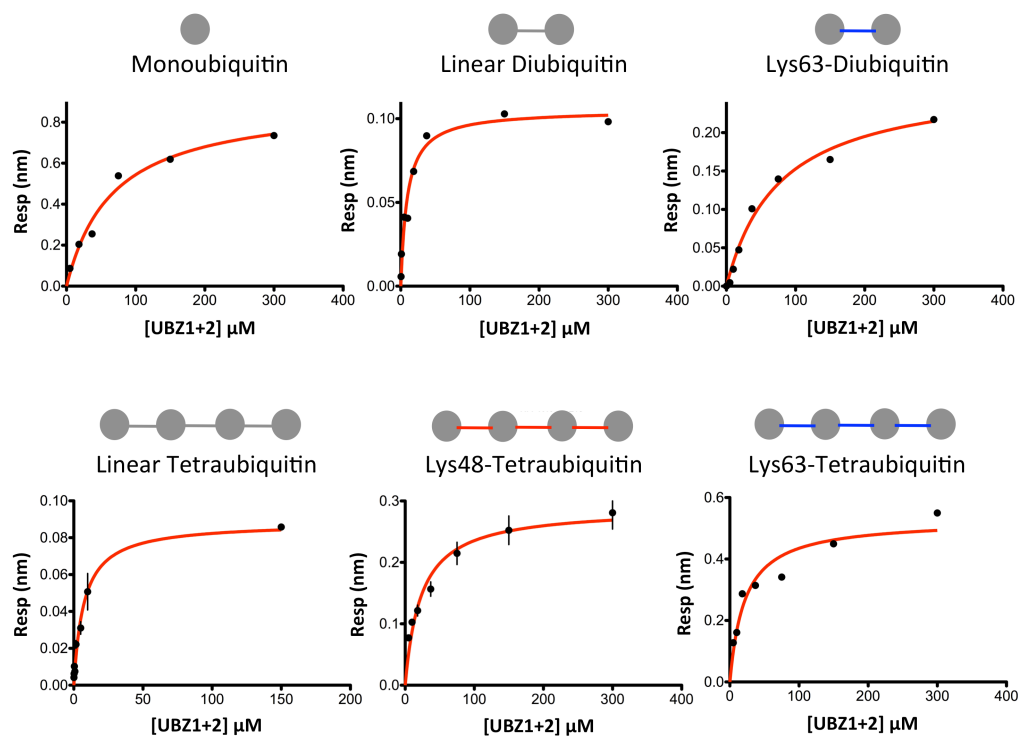 Monoubiquitin
Linear Diubiquitin
Lys63-Diubiquitin
Resp (nm)
0.8
0.6
0.4
0.2
0.0
0 100 200 300 400
[UBZ1+2] µM
Resp (nm)
0.10
0.05
0.00
0 100 200 300 400
[UBZ1+2] µM
Resp (nm)
0.20
0.15
0.10
0.05
0.00
0 100 200 300 400
[UBZ1+2] µM
Linear Tetraubiquitin
Lys48-Tetraubiquitin
Lys63-Tetraubiquitin
Resp (nm)
0.10
0.08
0.06
0.04
0.02
0.00
0 50 100 150 200
[UBZ1+2] µM
Resp (nm)
0.3
0.2
0.1
0.0
0 100 200 300 400
[UBZ1+2] µM
Resp (nm)
0.6
0.4
0.2
0.0
0 100 200 300 400
[UBZ1+2] µM